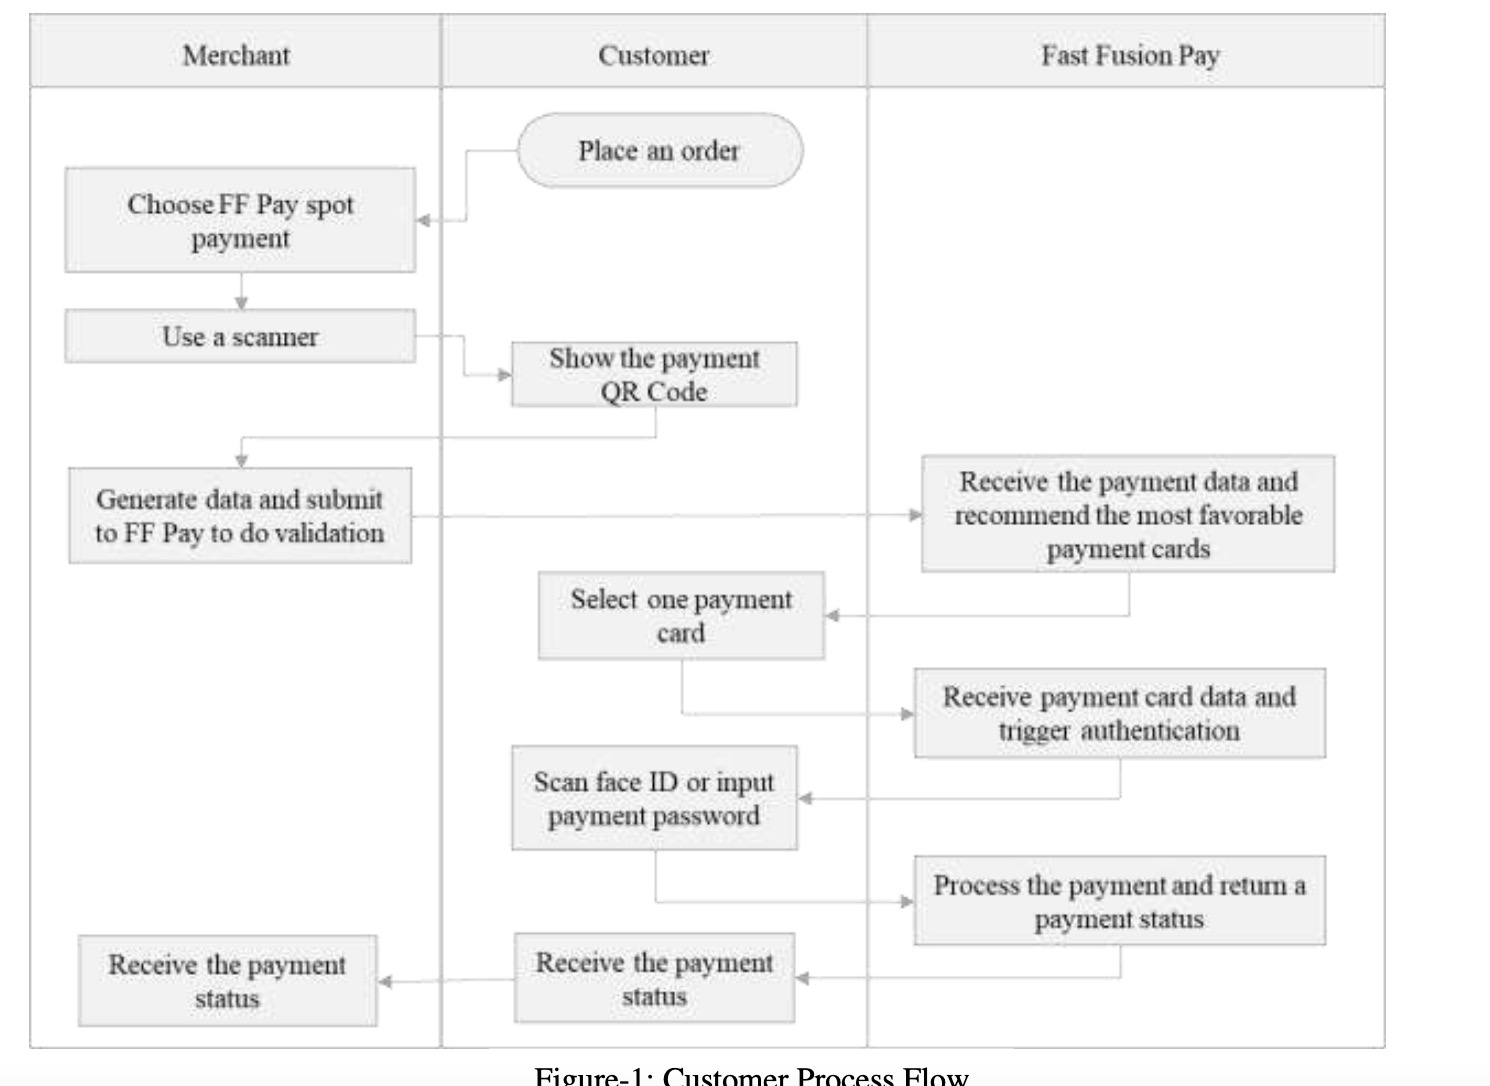 Merchant
Customer
Fast Fusion Pay
Place an order
Choose FF Pay spot
payment
Use a scanner
Show the payment
QR Code
Generate data and submit
to FF Pay to do validation
Receive the payment data and
recommend the most favorable
payment cards
Select one payment
card
Receive payment card data and
trigger authentication
Scan face ID or input
payment password
Process the payment and return a
payment status
Receive the payment
status
Receive the payment
status
Figure-1: Customer Process Flow